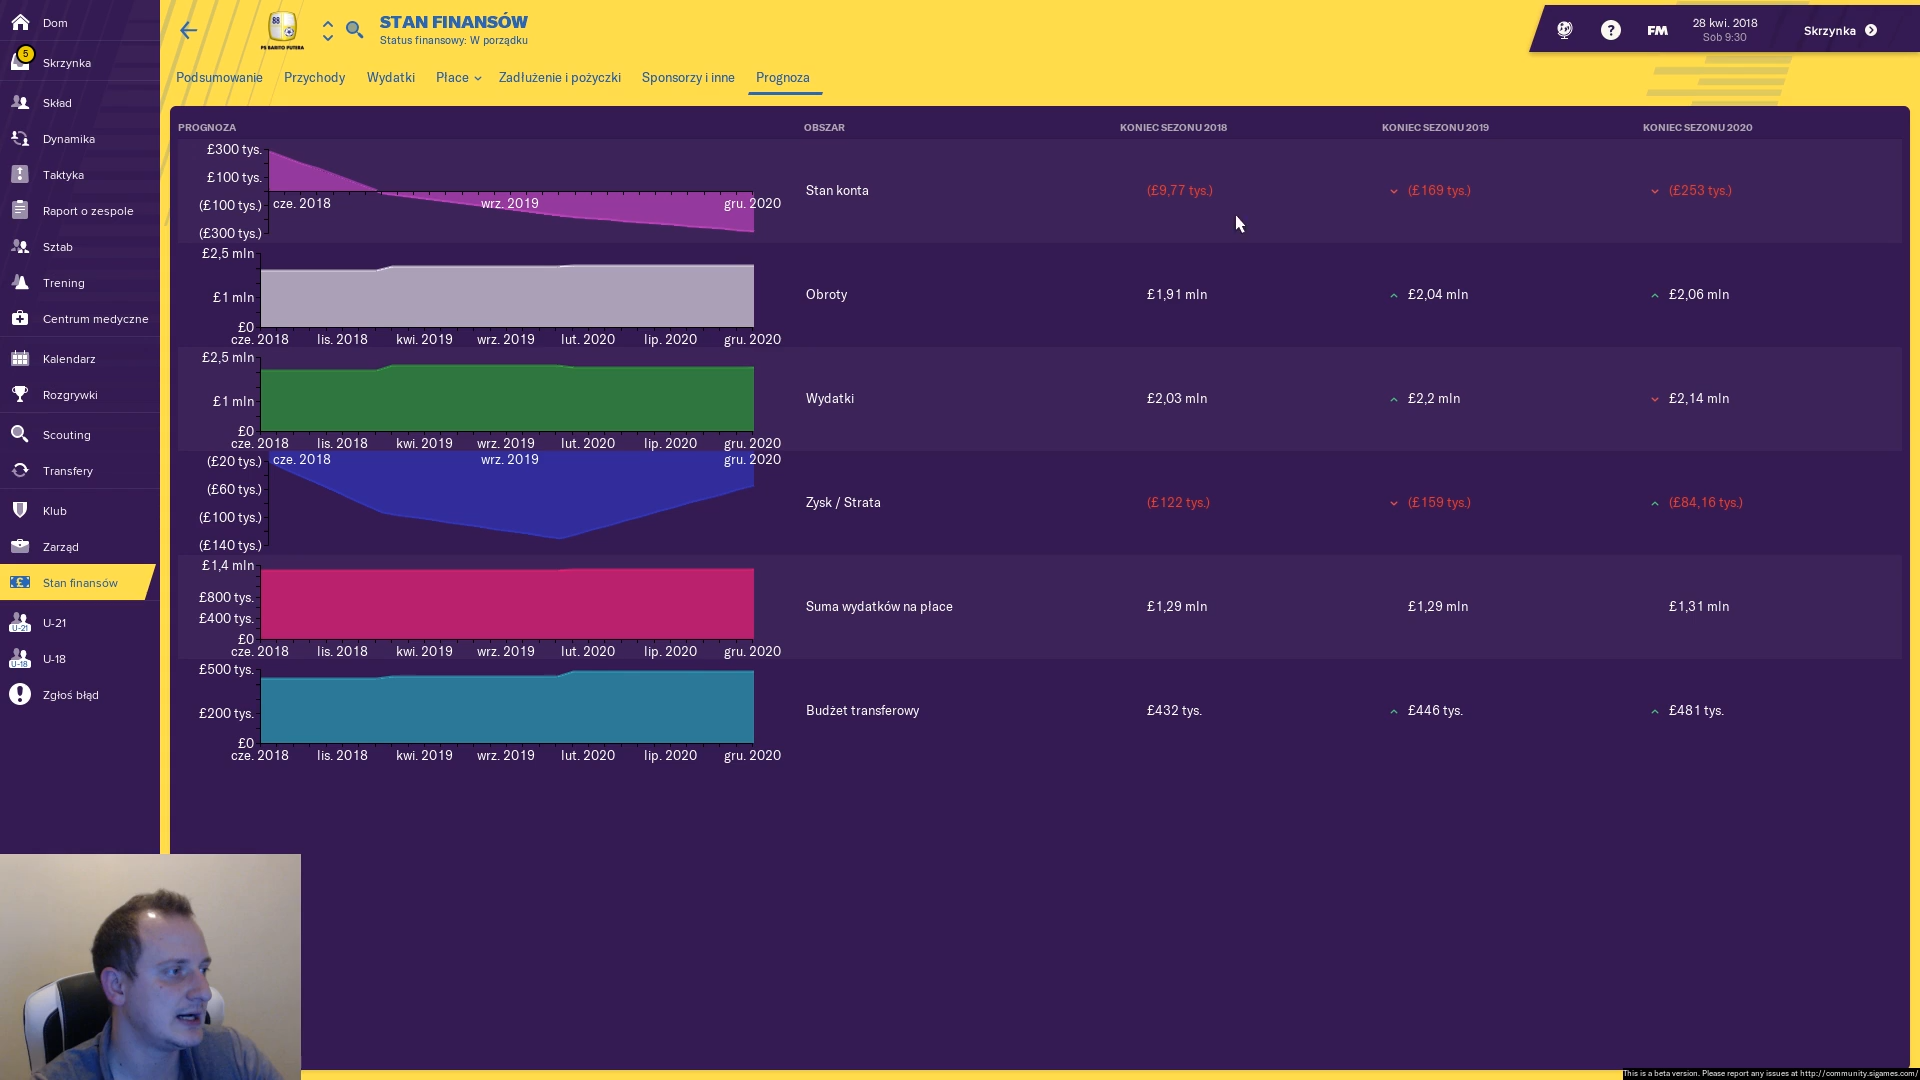 Dom
5
Skrzynka
Skład
Dynamika
Taktyka
Raport o zespole
Sztab
Trening
Centrum medyczne
Kalendarz
Rozgrywki
Scouting
Transfery
Klub
Zarząd
Stan finansów
U-21
U-21
U-18
U-18
Zgłoś błąd
88
PS BARITO PUTERA
STAN FINANSÓW
Status finansowy: W porządku
?
FM
28 kwi. 2018
Sob 9:30
Skrzynka
Podsumowanie Przychody Wydatki Płace Zadłużenie i pożyczki Sponsorzy i inne Prognoza
PROGNOZA OBSZAR KONIEC SEZONU 2018 KONIEC SEZONU 2019 KONIEC SEZONU 2020
£300 tys.
£100 tys.
(£100 tys.)
(£300 tys.)
cze. 2018 wrz. 2019 gru. 2020
Stan konta (£9,77 tys.) (£169 tys.) (£253 tys.)
£2,5 mln
£1 mln
£0
cze. 2018 lis. 2018 kwi. 2019 wrz. 2019 lut. 2020 lip. 2020 gru. 2020
Obroty £1,91 mln £2,04 mln £2,06 mln
£2,5 mln
£1 mln
£0
cze. 2018 lis. 2018 kwi. 2019 wrz. 2019 lut. 2020 lip. 2020 gru. 2020
Wydatki £2,03 mln £2,2 mln £2,14 mln
(£20 tys.)
(£60 tys.)
(£100 tys.)
(£140 tys.)
cze. 2018 wrz. 2019 gru. 2020
Zysk / Strata (£122 tys.) (£159 tys.) (£84,16 tys.)
£1,4 mln
£800 tys.
£400 tys.
£0
cze. 2018 lis. 2018 kwi. 2019 wrz. 2019 lut. 2020 lip. 2020 gru. 2020
Suma wydatków na płace £1,29 mln £1,29 mln £1,31 mln
£500 tys.
£200 tys.
£0
cze. 2018 lis. 2018 kwi. 2019 wrz. 2019 lut. 2020 lip. 2020 gru. 2020
Budżet transferowy £432 tys. £446 tys. £481 tys.
This is a beta version. Please report any issues at http://community.sigames.com/